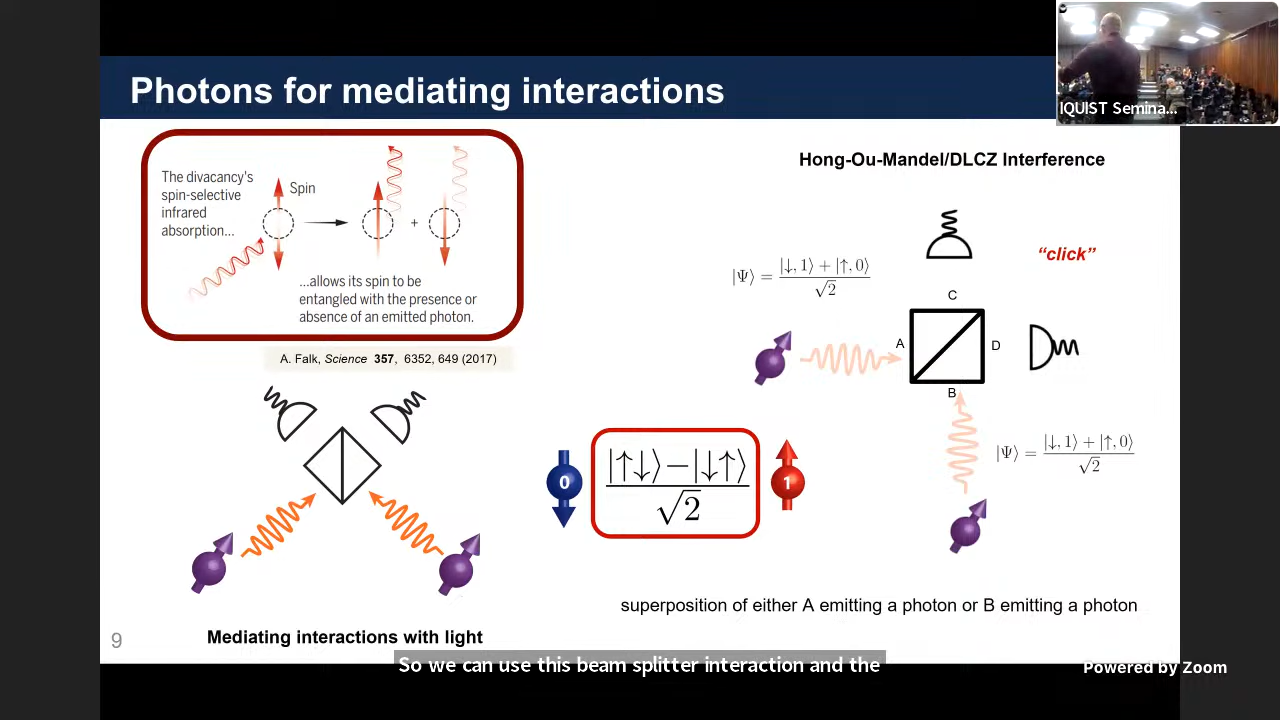 Photons for mediating interactions
IQUIST Semina...
The divacancy's
spin-selective
infrared
absorption...
Spin
+
...allows its spin to be
entangled with the presence or
absence of an emitted photon.
A. Falk, Science 357, 6352, 649 (2017)
Hong-Ou-Mandel/DLCZ Interference
"click"
|Ψ⟩ = |↓, 1⟩ + |↑, 0⟩ / √2
C
A
D
B
|Ψ⟩ = |↓, 1⟩ + |↑, 0⟩ / √2
0
|↑↓⟩−|↓↑⟩ / √2
1
superposition of either A emitting a photon or B emitting a photon
9
Mediating interactions with light
So we can use this beam splitter interaction and the
Powered by Zoom